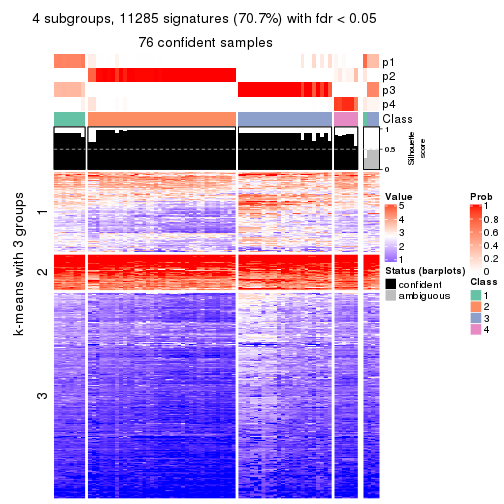 4 subgroups, 11285 signatures (70.7%) with fdr < 0.05
76 confident samples
p1
p2
p3
p4
Class
1
0.5
0
Silhouette
score
k-means with 3 groups
1
2
3
Value
5
4
3
2
1
Prob
1
0.8
0.6
0.4
0.2
0
Status (barplots)
confident
ambiguous
Class
1
2
3
4